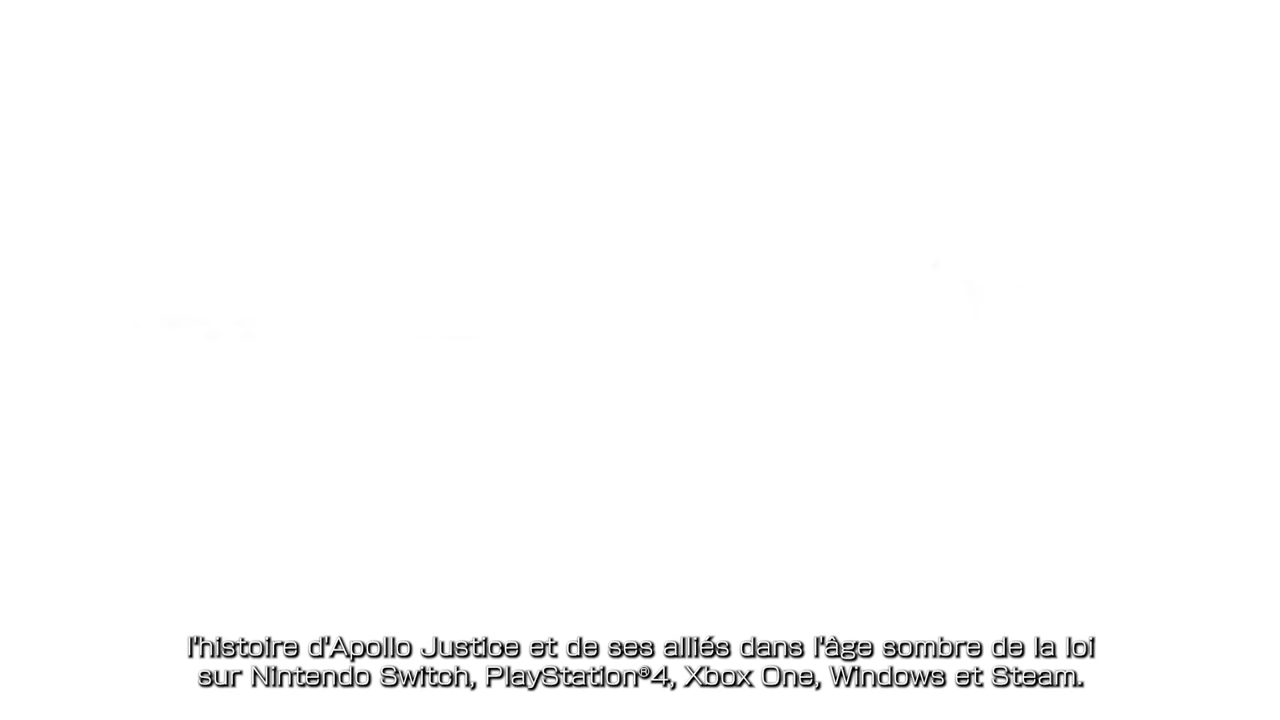 l'histoire d'Apollo Justice et de ses alliés dans l'âge sombre de la loi
sur Nintendo Switch, PlayStation®4, Xbox One, Windows et Steam.